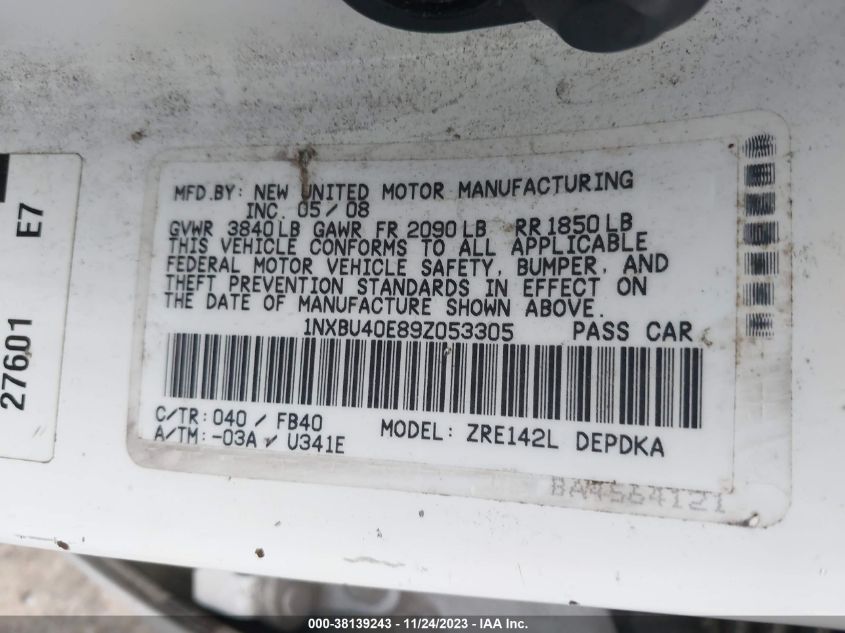 MFD.BY: NEW UNITED MOTOR MANUFACTURING
INC. 05/08
GVWR 3840LB GAWR FR 2090LB RR1850LB
THIS VEHICLE CONFORMS TO ALL APPLICABLE
FEDERAL MOTOR VEHICLE SAFETY, BUMPER, AND
THEFT PREVENTION STANDARDS IN EFFECT ON
THE DATE OF MANUFACTURE SHOWN ABOVE.
1NXBU40E89Z053305 PASS CAR
C/TR: 040 / FB40
A/TM: -03A / U341E MODEL: ZRE142L DEPDKA
BA4564121
27601 E7
000-38139243 - 11/24/2023 - IAA Inc.